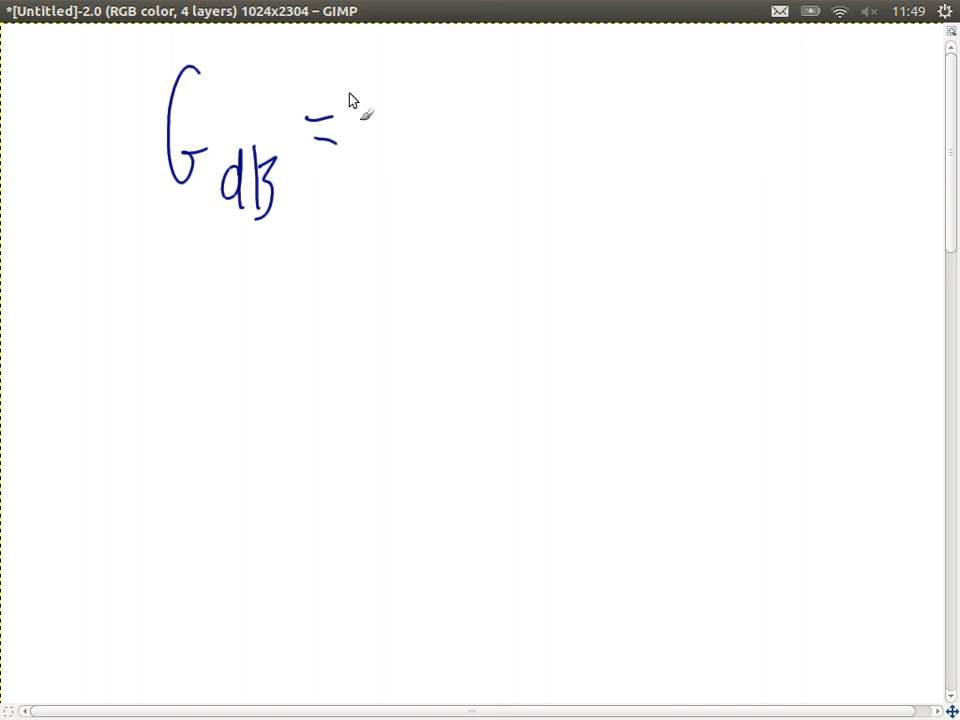 *[Untitled]-2.0 (RGB color, 4 layers) 1024x2304 – GIMP 11:49
G dB =